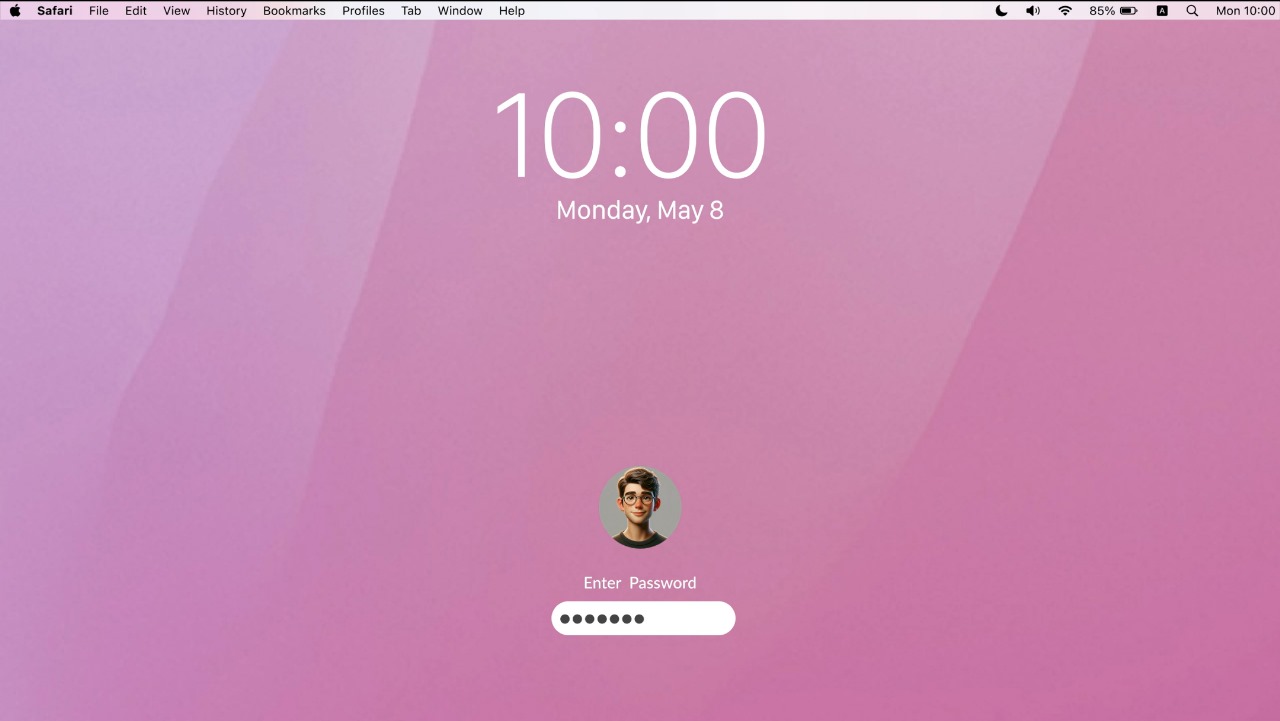 Safari File Edit View History Bookmarks Profiles Tab Window Help 85% A Mon 10:00
10:00
Monday, May 8
Enter Password